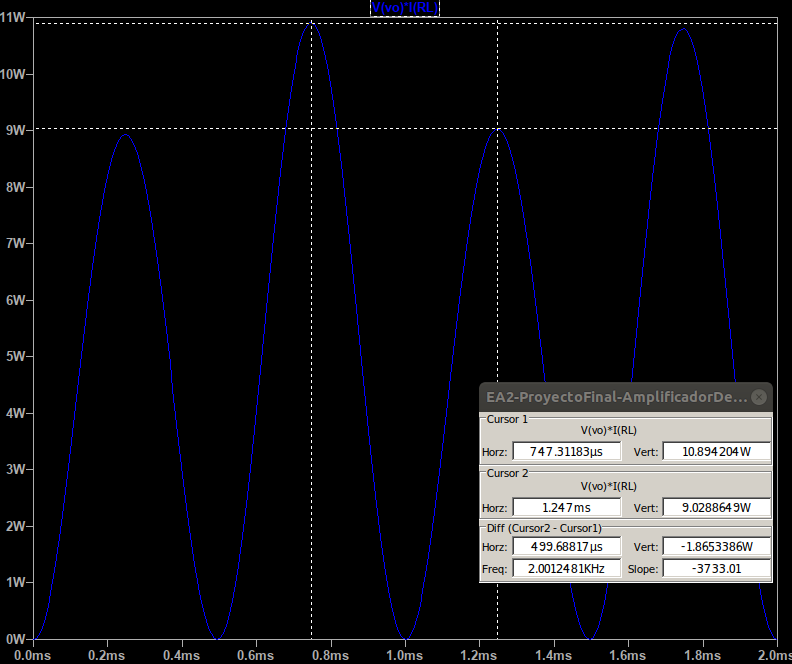 V(vo)*I(RL)
11W
10W
9W
8W
7W
6W
5W
4W
3W
2W
1W
0W
0.0ms 0.2ms 0.4ms 0.6ms 0.8ms 1.0ms 1.2ms 1.4ms 1.6ms 1.8ms 2.0ms
EA2-ProyectoFinal-AmplificadorDe...
Cursor 1
V(vo)*I(RL)
Horz: 747.31183µs Vert: 10.894204W
Cursor 2
V(vo)*I(RL)
Horz: 1.247ms Vert: 9.0288649W
Diff (Cursor2 - Cursor1)
Horz: 499.68817µs Vert: -1.8653386W
Freq: 2.0012481KHz Slope: -3733.01